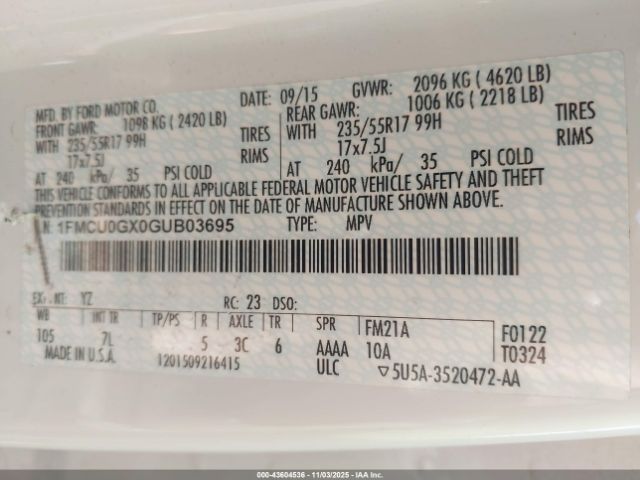 MFD. BY FORD MOTOR CO. DATE: 09/15 GVWR: 2096 KG ( 4620 LB)
FRONT GAWR: 1098 KG ( 2420 LB) REAR GAWR: 1006 KG ( 2218 LB)
WITH 235/55R17 99H TIRES WITH 235/55R17 99H TIRES
17x7.5J RIMS 17x7.5J RIMS
AT 240 kPa/ 35 PSI COLD AT 240 kPa/ 35 PSI COLD
THIS VEHICLE CONFORMS TO ALL APPLICABLE FEDERAL MOTOR VEHICLE SAFETY AND THEFT
PREVENTION STANDARDS IN EFFECT ON THE DATE OF MANUFACTURE SHOWN ABOVE.
N: 1FMCU0GX0GUB03695 TYPE: MPV
NT: YZ RC: 23 DSO:
WB INT TR TP/PS R AXLE TR SPR FM21A F0122
105 7L 5 3C 6 AAAA 10A T0324
MADE IN U.S.A. 1201509216415 ULC ▽5U5A-3520472-AA
000-43604536 - 11/03/2025 - IAA Inc.